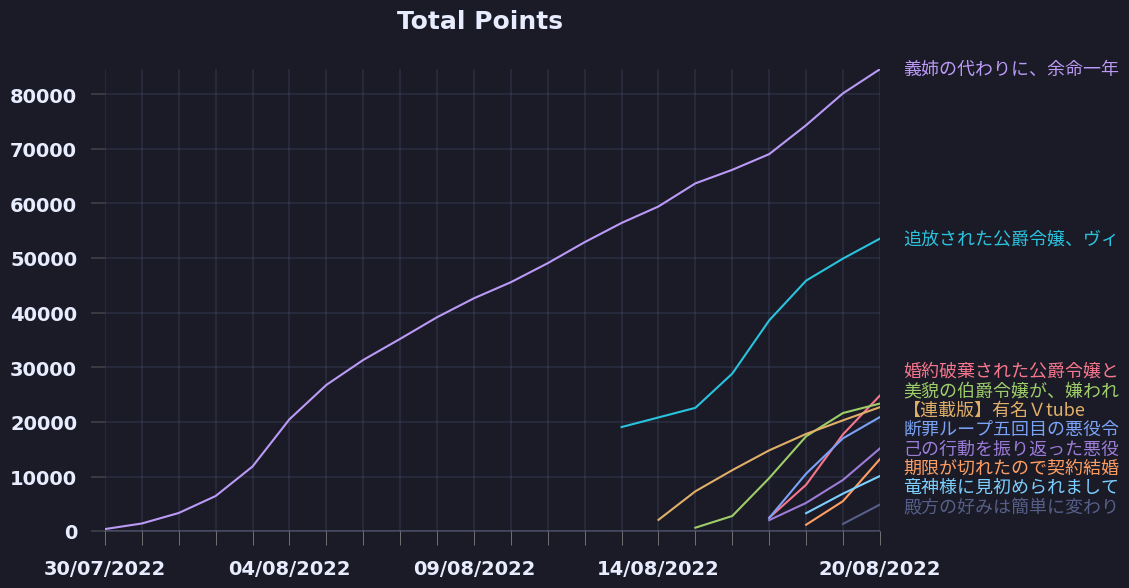 Total Points
80000
70000
60000
50000
40000
30000
20000
10000
0
30/07/2022 04/08/2022 09/08/2022 14/08/2022 20/08/2022
義姉の代わりに、余命一年
追放された公爵令嬢、ヴィ
婚約破棄された公爵令嬢と
美貌の伯爵令嬢が、嫌われ
【連載版】有名Ｖtube
断罪ループ五回目の悪役令
己の行動を振り返った悪役
期限が切れたので契約結婚
竜神様に見初められまして
殿方の好みは簡単に変わり